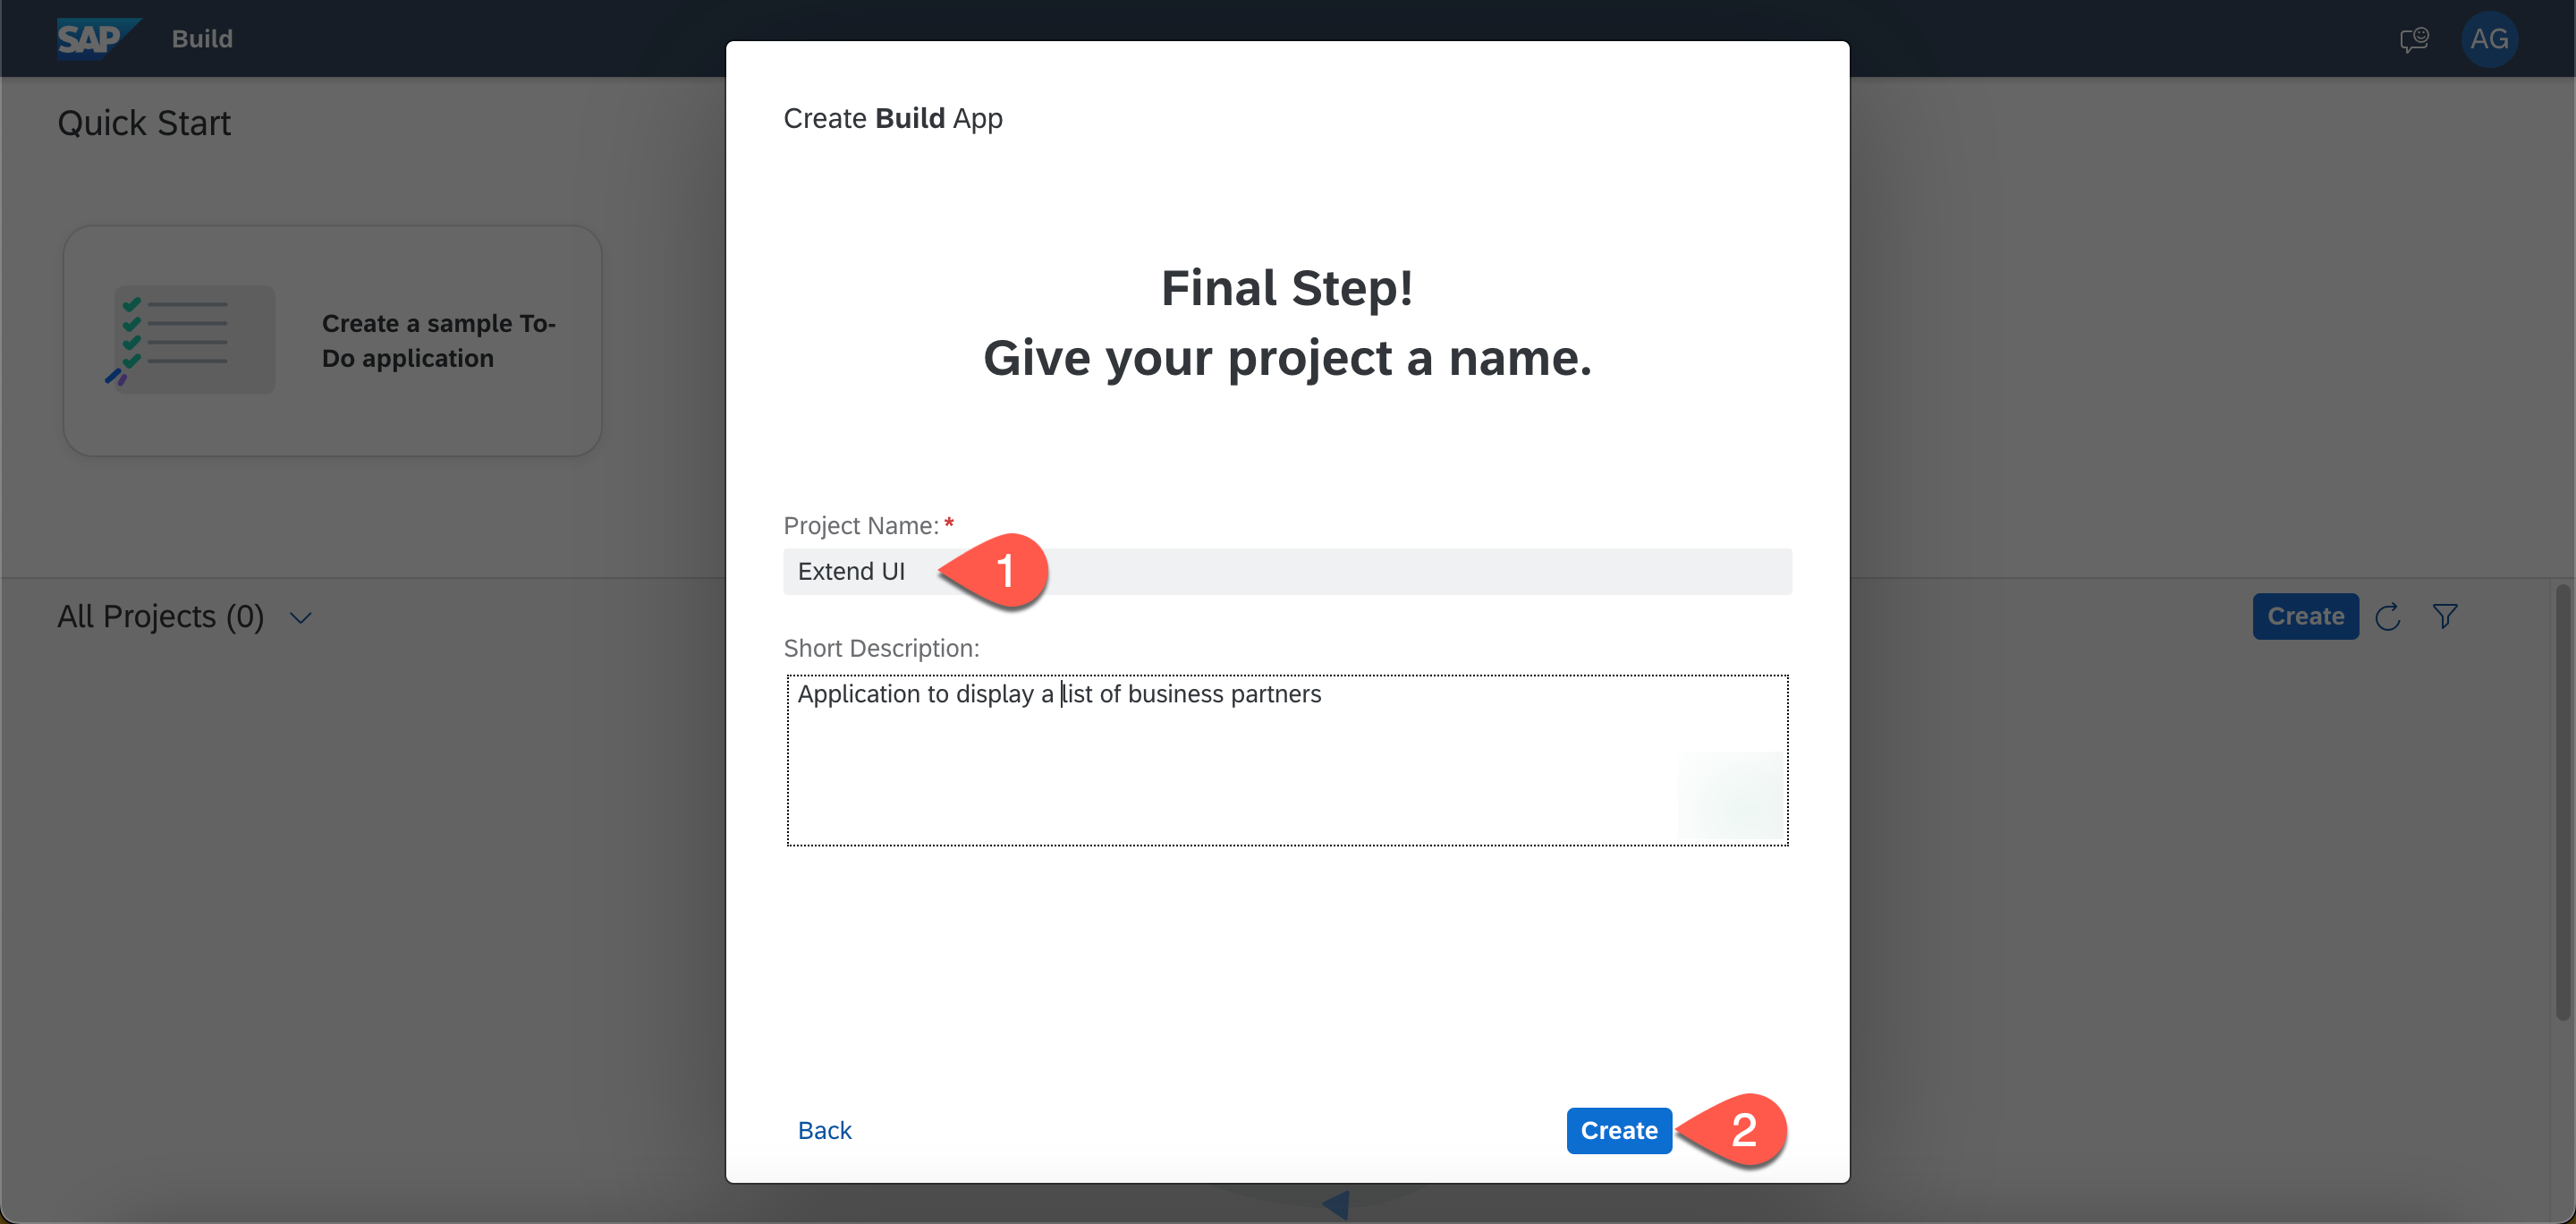 SAP Build
AG
Quick Start
Create a sample To-
Do application
All Projects (0)
Create
Create Build App
Final Step!
Give your project a name.
Project Name: *
Extend UI
1
Short Description:
Application to display a list of business partners
Back
Create
2